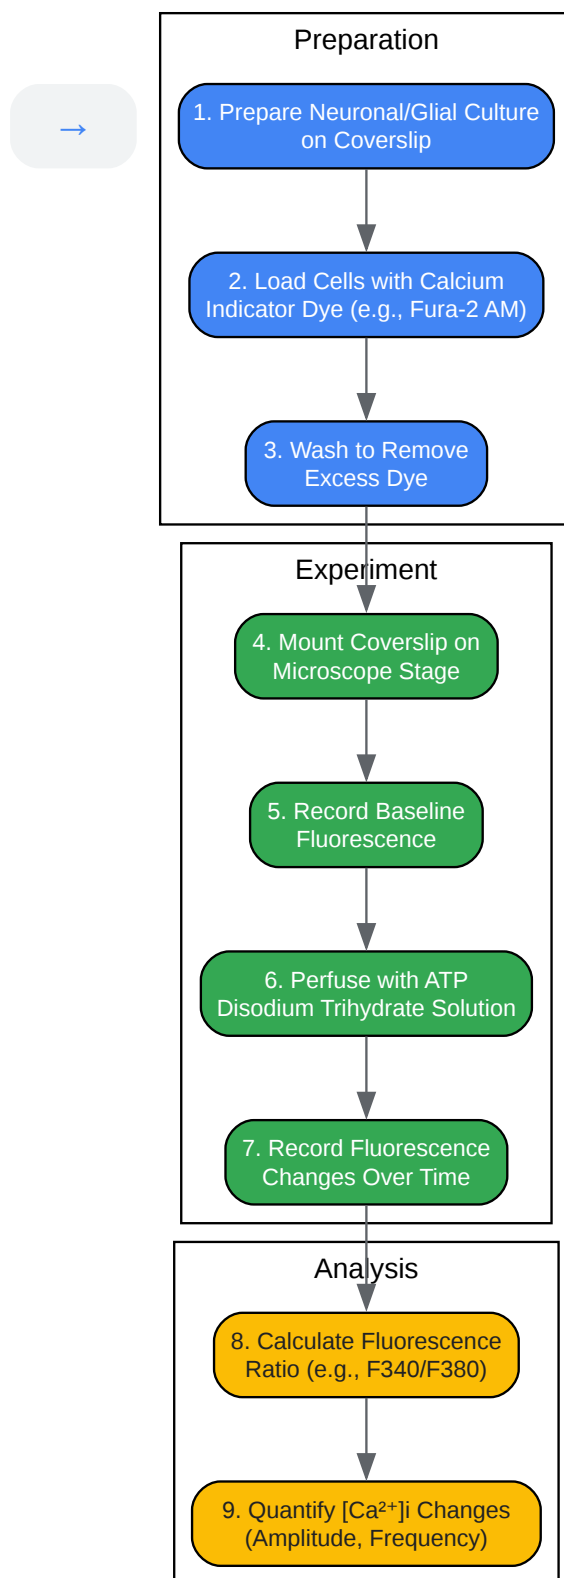 Preparation
→
1. Prepare Neuronal/Glial Culture
on Coverslip
2. Load Cells with Calcium
Indicator Dye (e.g., Fura-2 AM)
3. Wash to Remove
Excess Dye
Experiment
4. Mount Coverslip on
Microscope Stage
5. Record Baseline
Fluorescence
6. Perfuse with ATP
Disodium Trihydrate Solution
7. Record Fluorescence
Changes Over Time
Analysis
8. Calculate Fluorescence
Ratio (e.g., F340/F380)
9. Quantify [Ca²⁺]i Changes
(Amplitude, Frequency)